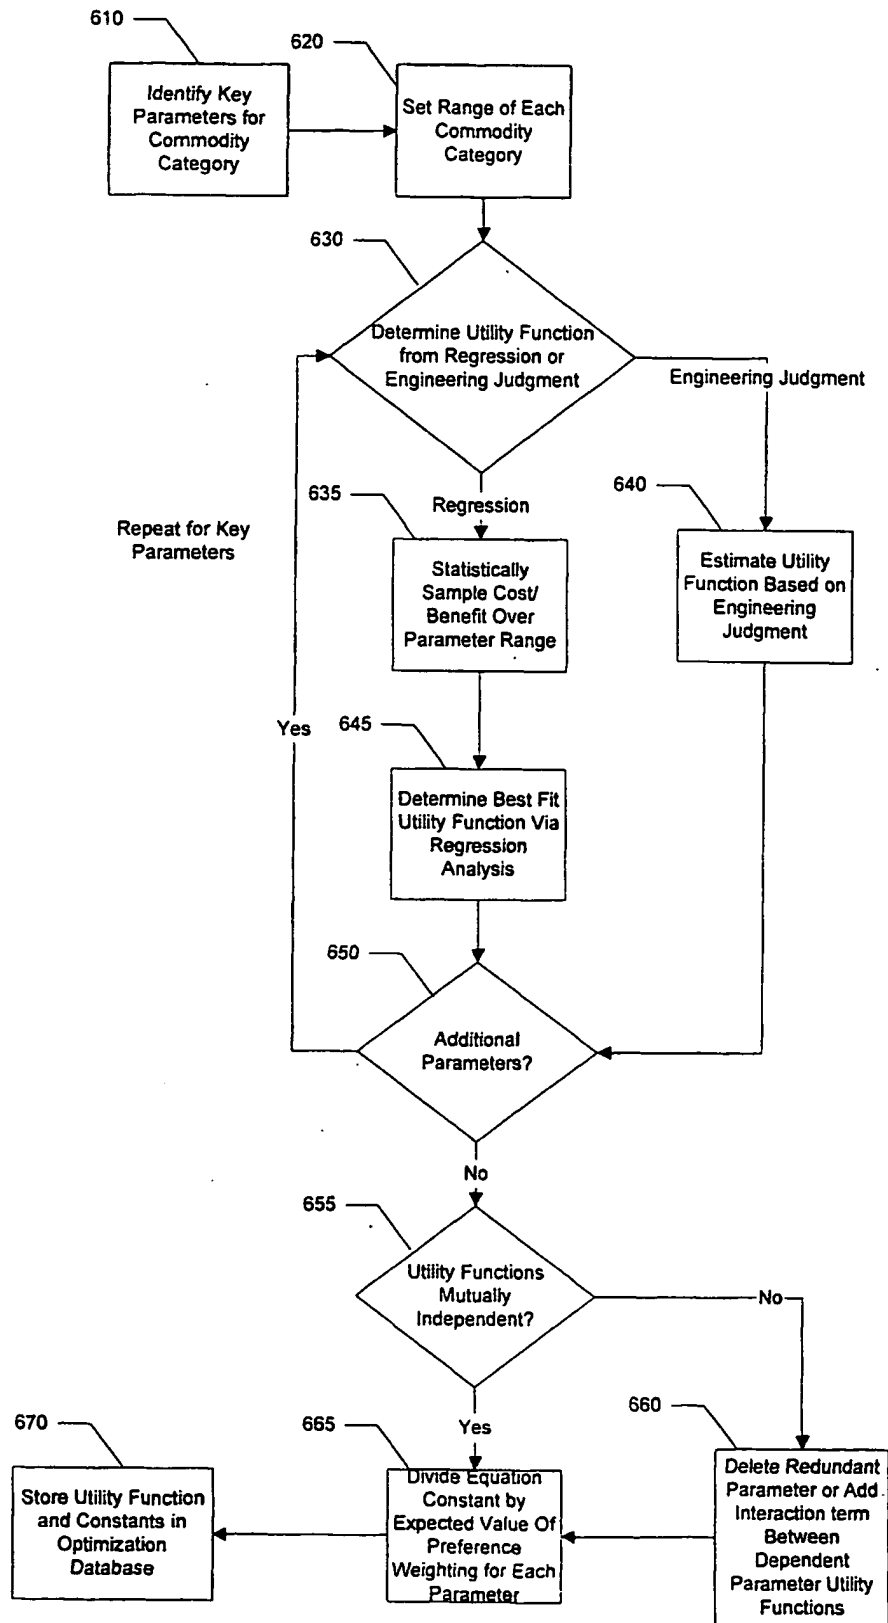 610
Identify Key
Parameters for
Commodity
Category
620
Set Range of Each
Commodity
Category
630
Determine Utility Function
from Regression or
Engineering Judgment
Engineering Judgment
Regression
635
Statistically
Sample Cost/
Benefit Over
Parameter Range
640
Estimate Utility
Function Based on
Engineering
Judgment
Repeat for Key
Parameters
Yes
645
Determine Best Fit
Utility Function Via
Regression
Analysis
650
Additional
Parameters?
No
655
Utility Functions
Mutually
Independent?
No
Yes
660
Delete Redundant
Parameter or Add
Interaction term
Between
Dependent
Parameter Utility
Functions
665
Divide Equation
Constant by
Expected Value Of
Preference
Weighting for Each
Parameter
670
Store Utility Function
and Constants in
Optimization
Database